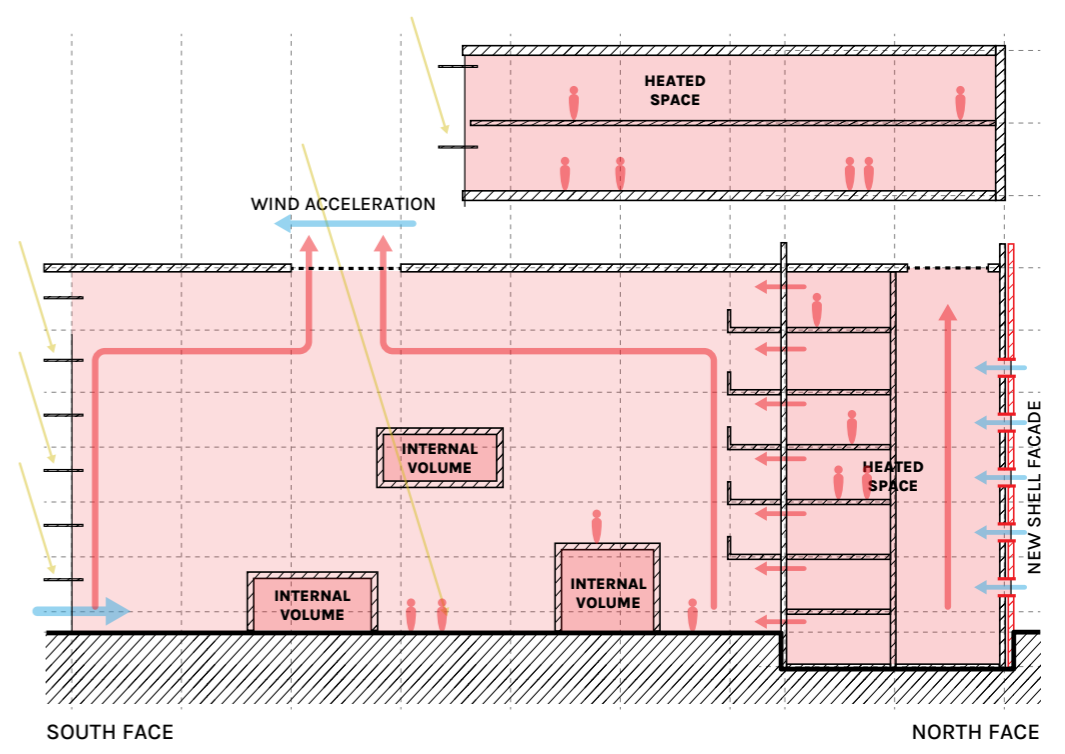 HEATED
SPACE
WIND ACCELERATION
INTERNAL
VOLUME
HEATED
SPACE
NEW SHELL FACADE
INTERNAL
VOLUME
INTERNAL
VOLUME
SOUTH FACE
NORTH FACE